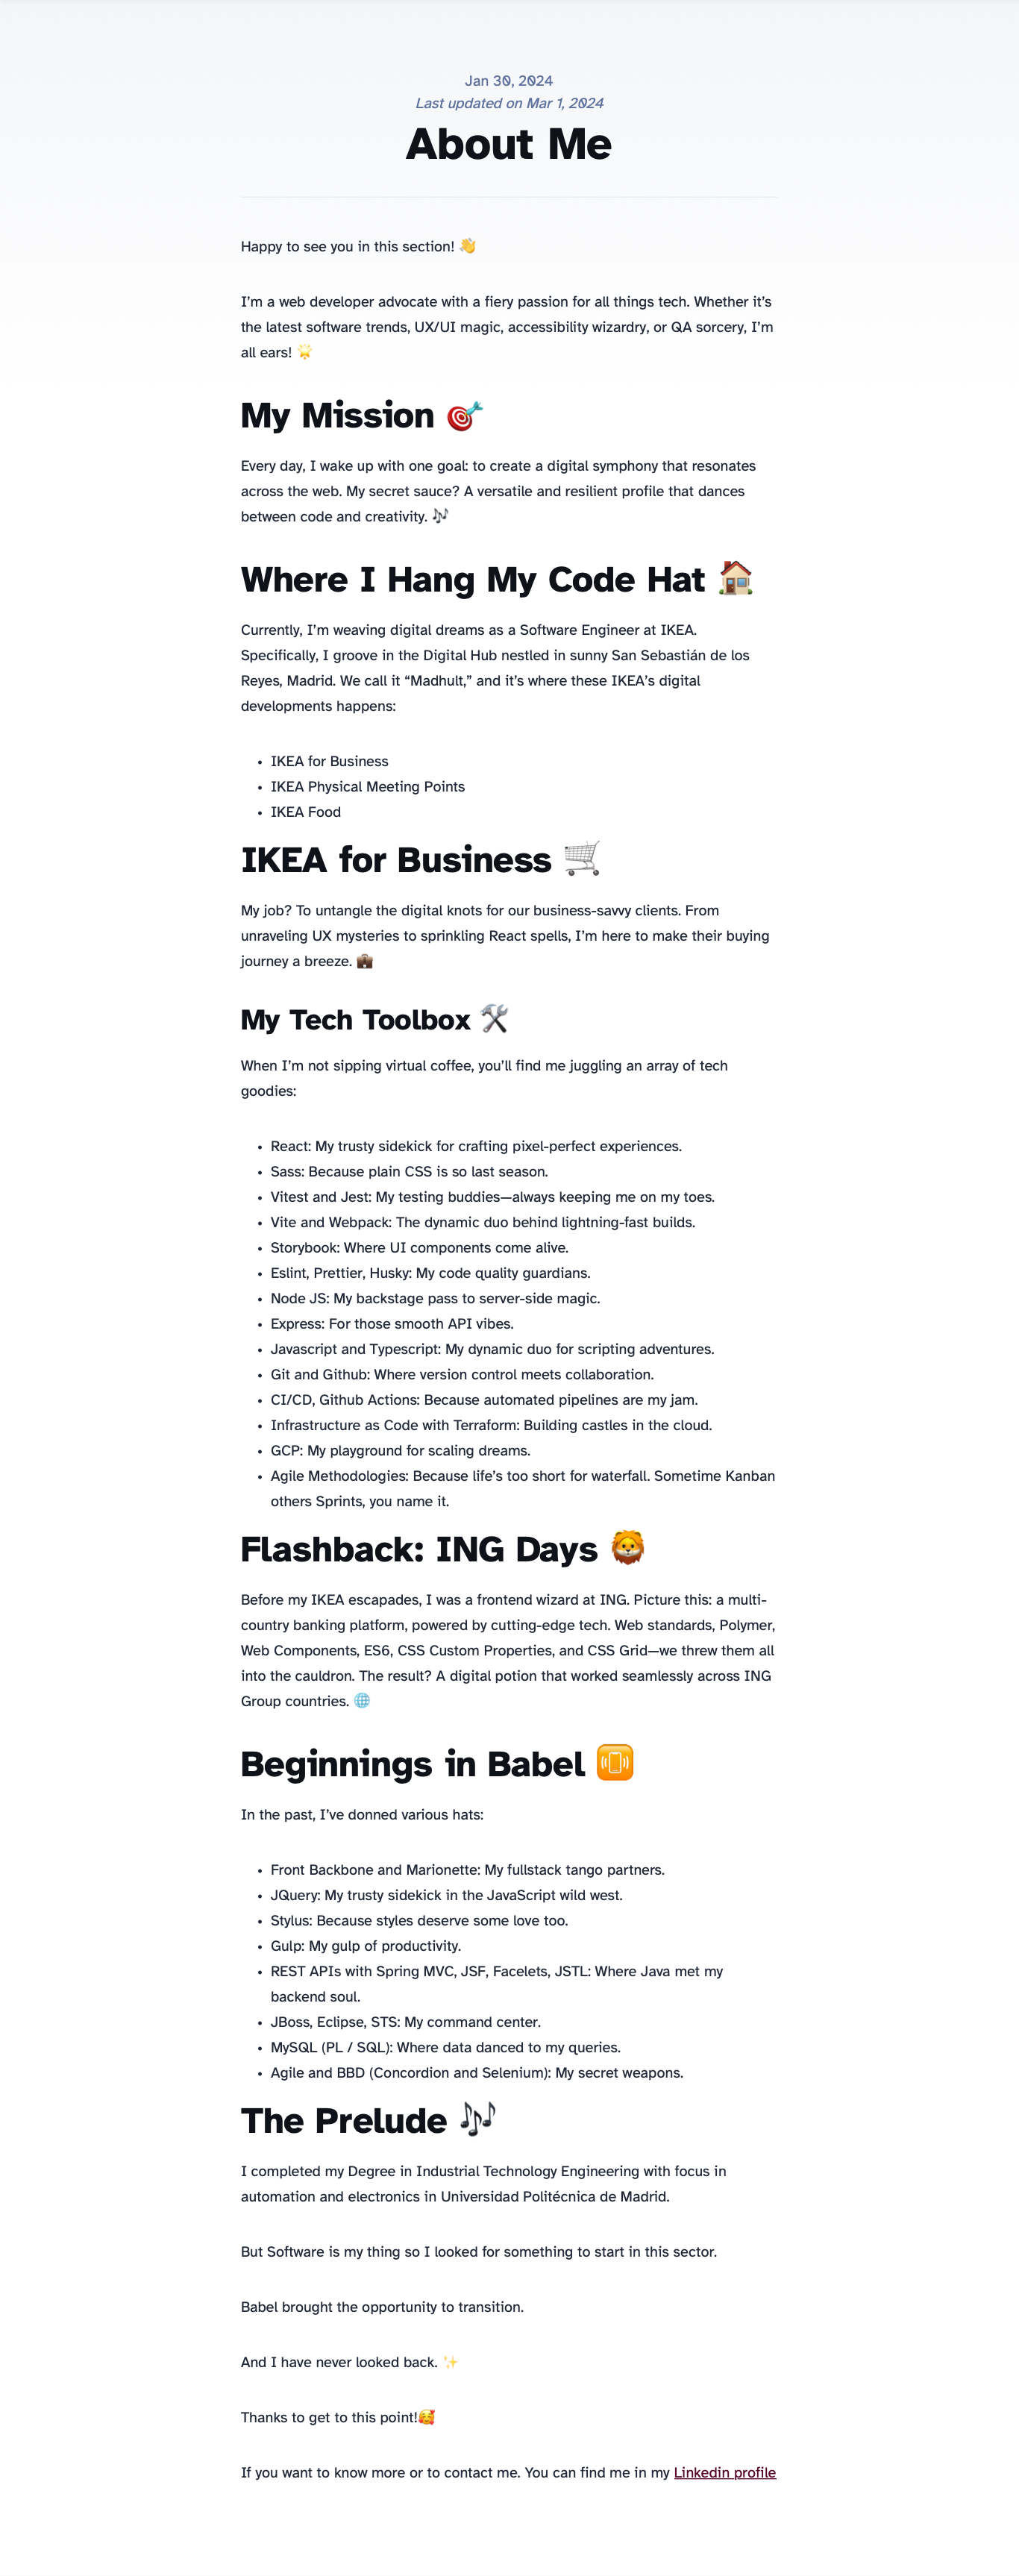 Jan 30, 2024
Last updated on Mar 1, 2024
About Me
Happy to see you in this section! 👋
I’m a web developer advocate with a fiery passion for all things tech. Whether it’s
the latest software trends, UX/UI magic, accessibility wizardry, or QA sorcery, I’m
all ears! 🌟
My Mission 🎯
Every day, I wake up with one goal: to create a digital symphony that resonates
across the web. My secret sauce? A versatile and resilient profile that dances
between code and creativity. 🎶
Where I Hang My Code Hat 🏠
Currently, I’m weaving digital dreams as a Software Engineer at IKEA.
Specifically, I groove in the Digital Hub nestled in sunny San Sebastián de los
Reyes, Madrid. We call it “Madhult,” and it’s where these IKEA’s digital
developments happens:
• IKEA for Business
• IKEA Physical Meeting Points
• IKEA Food
IKEA for Business 🛒
My job? To untangle the digital knots for our business-savvy clients. From
unraveling UX mysteries to sprinkling React spells, I’m here to make their buying
journey a breeze. 💼
My Tech Toolbox 🛠️
When I’m not sipping virtual coffee, you’ll find me juggling an array of tech
goodies:
• React: My trusty sidekick for crafting pixel-perfect experiences.
• Sass: Because plain CSS is so last season.
• Vitest and Jest: My testing buddies—always keeping me on my toes.
• Vite and Webpack: The dynamic duo behind lightning-fast builds.
• Storybook: Where UI components come alive.
• Eslint, Prettier, Husky: My code quality guardians.
• Node JS: My backstage pass to server-side magic.
• Express: For those smooth API vibes.
• Javascript and Typescript: My dynamic duo for scripting adventures.
• Git and Github: Where version control meets collaboration.
• CI/CD, Github Actions: Because automated pipelines are my jam.
• Infrastructure as Code with Terraform: Building castles in the cloud.
• GCP: My playground for scaling dreams.
• Agile Methodologies: Because life’s too short for waterfall. Sometime Kanban
others Sprints, you name it.
Flashback: ING Days 🦁
Before my IKEA escapades, I was a frontend wizard at ING. Picture this: a multi-
country banking platform, powered by cutting-edge tech. Web standards, Polymer,
Web Components, ES6, CSS Custom Properties, and CSS Grid—we threw them all
into the cauldron. The result? A digital potion that worked seamlessly across ING
Group countries. 🌐
Beginnings in Babel 📳
In the past, I’ve donned various hats:
• Front Backbone and Marionette: My fullstack tango partners.
• JQuery: My trusty sidekick in the JavaScript wild west.
• Stylus: Because styles deserve some love too.
• Gulp: My gulp of productivity.
• REST APIs with Spring MVC, JSF, Facelets, JSTL: Where Java met my
backend soul.
• JBoss, Eclipse, STS: My command center.
• MySQL (PL / SQL): Where data danced to my queries.
• Agile and BBD (Concordion and Selenium): My secret weapons.
The Prelude 🎶
I completed my Degree in Industrial Technology Engineering with focus in
automation and electronics in Universidad Politécnica de Madrid.
But Software is my thing so I looked for something to start in this sector.
Babel brought the opportunity to transition.
And I have never looked back. ✨
Thanks to get to this point!🥰
If you want to know more or to contact me. You can find me in my Linkedin profile